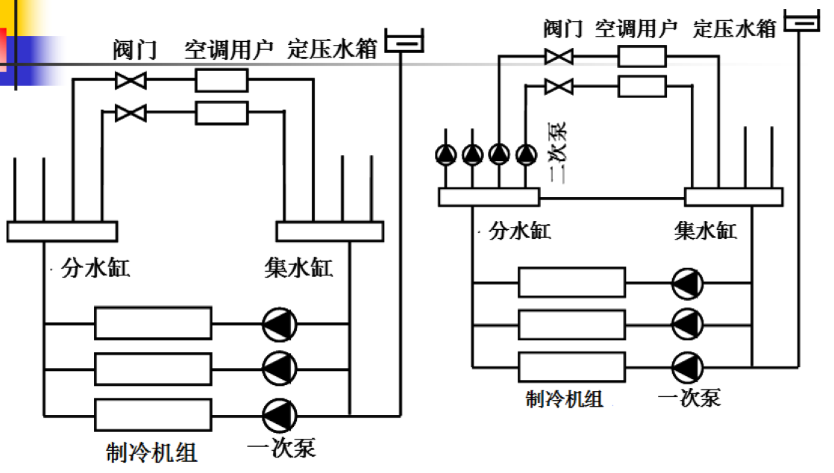 阀门 空调用户 定压水箱
分水缸 集水缸
制冷机组 一次泵
阀门 空调用户 定压水箱
二次泵
分水缸 集水缸
制冷机组 一次泵